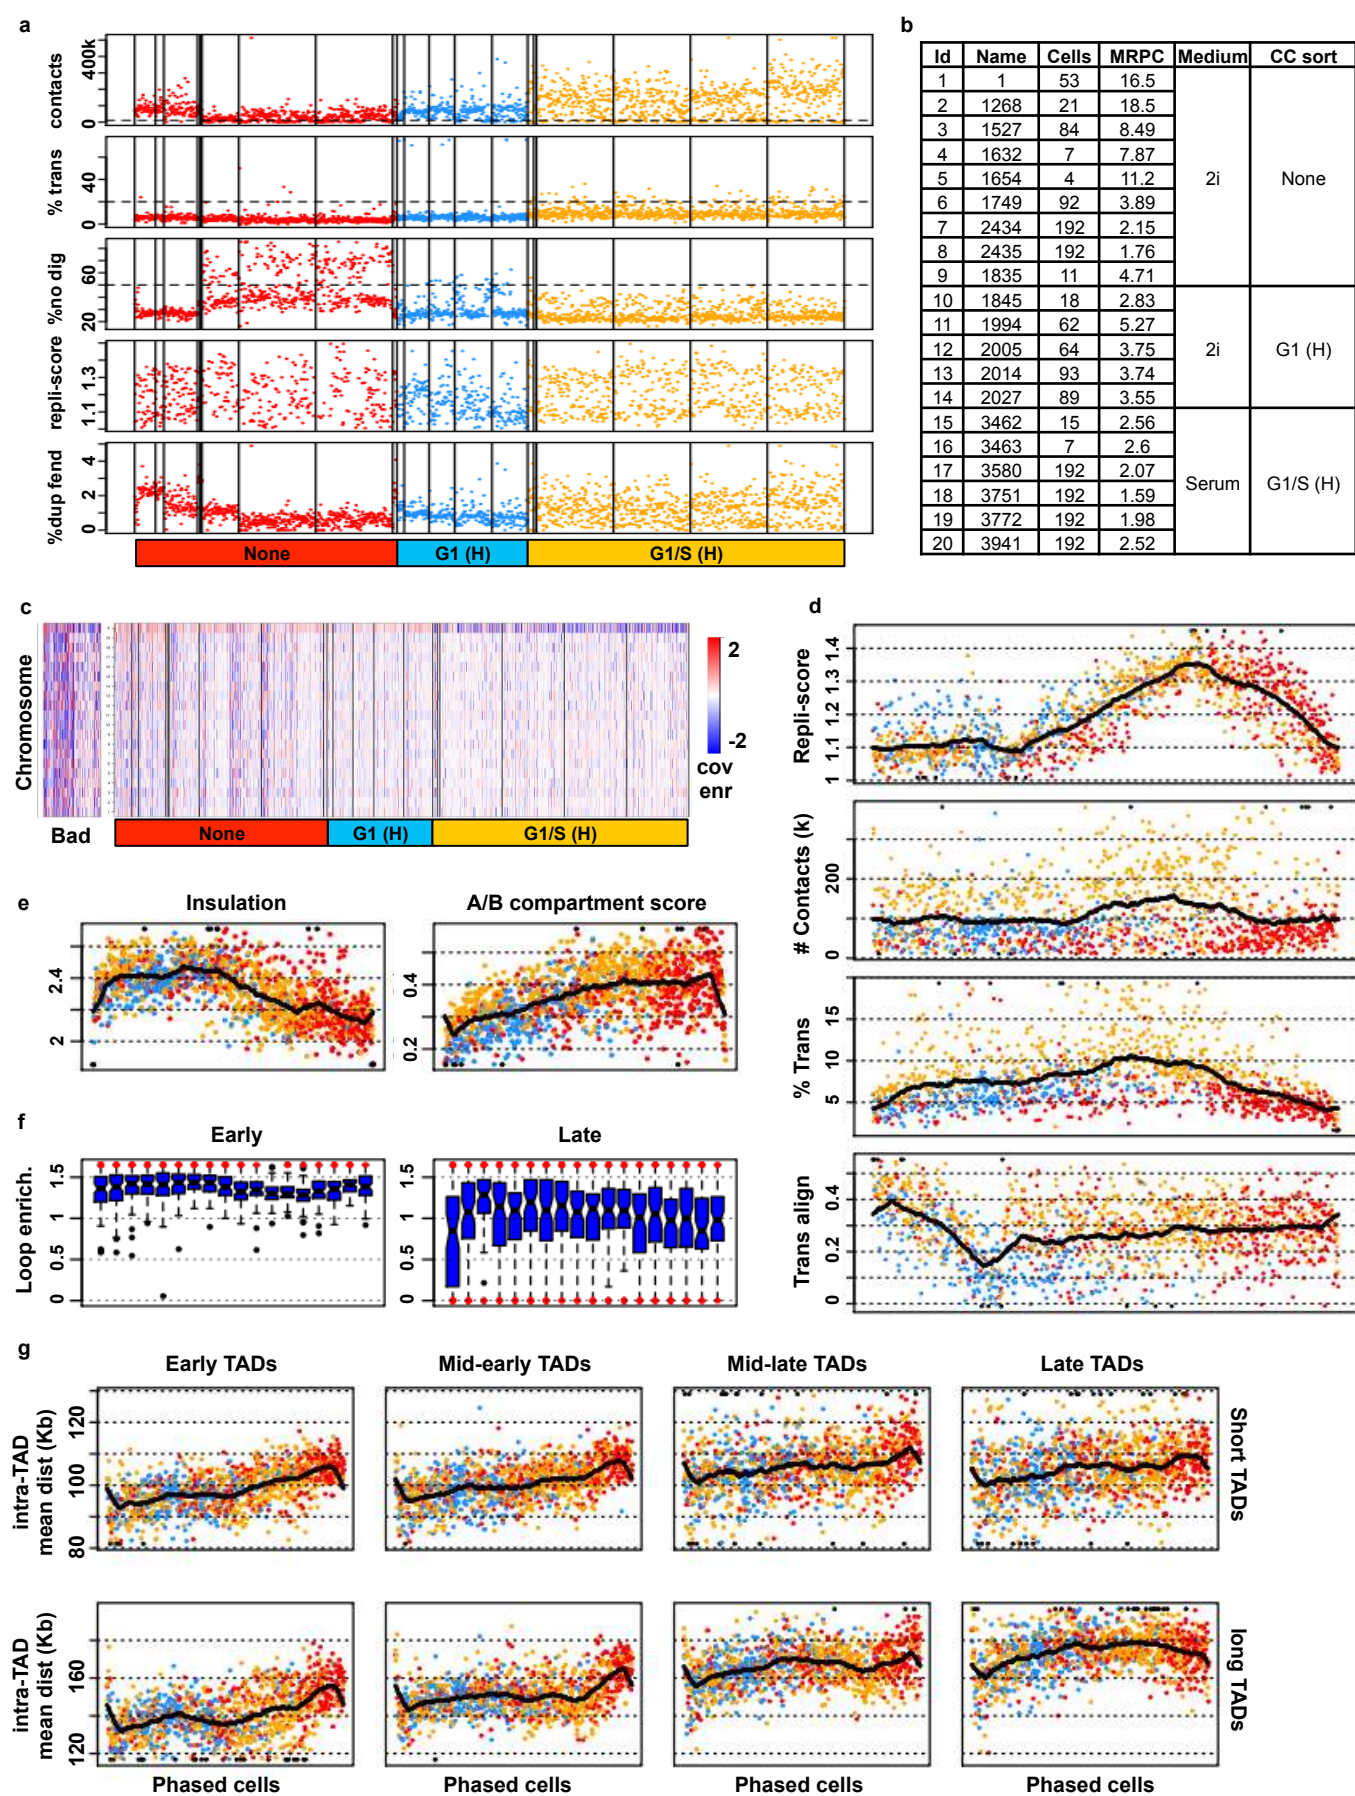 a
contacts
400k
0
% trans
40
0
%no dig
60
20
repli-score
1.3
1.1
%dup fend
4
2
0
None
G1 (H)
G1/S (H)
b
Id Name Cells MRPC Medium CC sort
1 1 53 16.5
2 1268 21 18.5
3 1527 84 8.49
4 1632 7 7.87
5 1654 4 11.2 2i None
6 1749 92 3.89
7 2434 192 2.15
8 2435 192 1.76
9 1835 11 4.71
10 1845 18 2.83
11 1994 62 5.27
12 2005 64 3.75 2i G1 (H)
13 2014 93 3.74
14 2027 89 3.55
15 3462 15 2.56
16 3463 7 2.6
17 3580 192 2.07
Serum G1/S (H)
18 3751 192 1.59
19 3772 192 1.98
20 3941 192 2.52
c
Chromosome
Bad
None
G1 (H)
G1/S (H)
2
-2
cov
enr
d
Repli-score
1.4
1.3
1.2
1.1
1
# Contacts (k)
200
0
% Trans
15
10
5
Trans align
0.4
0.2
0
e
Insulation
2.4
2
A/B compartment score
0.4
0.2
f
Early
Late
Loop enrich.
1.5
1
0.5
0
1.5
1
0.5
0
g
Early TADs
Mid-early TADs
Mid-late TADs
Late TADs
intra-TAD
mean dist (Kb)
120
100
80
Short TADs
intra-TAD
mean dist (Kb)
160
120
long TADs
Phased cells
Phased cells
Phased cells
Phased cells